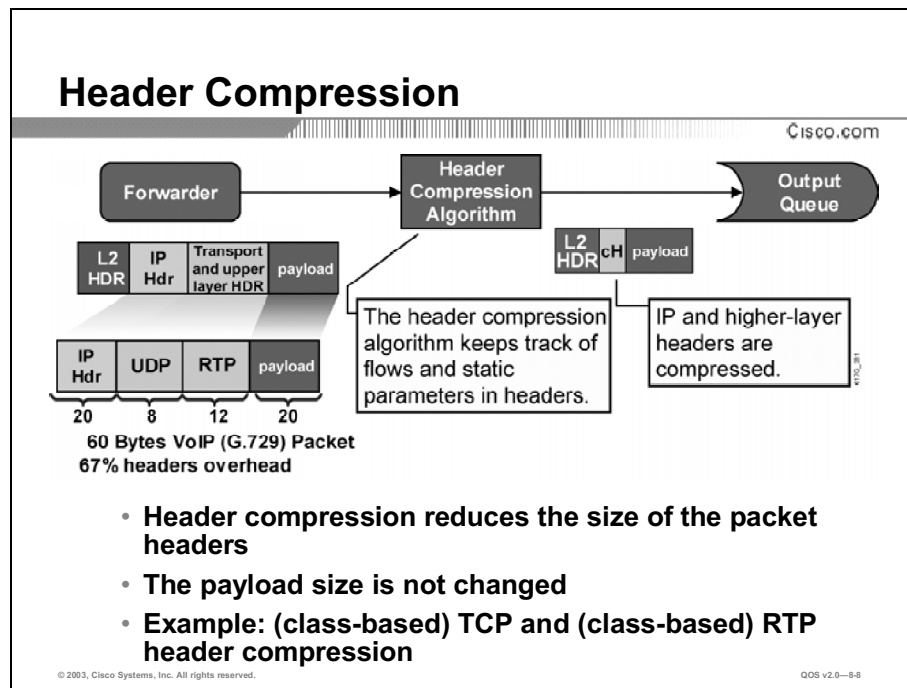 Header Compression
Cisco.com
Forwarder
Header
Compression
Algorithm
Output
Queue
L2
HDR
IP
Hdr
Transport
and upper
layer HDR
payload
L2
HDR
cH
payload
The header compression
algorithm keeps track of
flows and static
parameters in headers.
IP and higher-layer
headers are
compressed.
IP
Hdr
UDP
RTP
payload
20
8
12
20
60 Bytes VoIP (G.729) Packet
67% headers overhead
• Header compression reduces the size of the packet
headers
• The payload size is not changed
• Example: (class-based) TCP and (class-based) RTP
header compression
© 2003, Cisco Systems, Inc. All rights reserved.
QOS v2.0—8-8